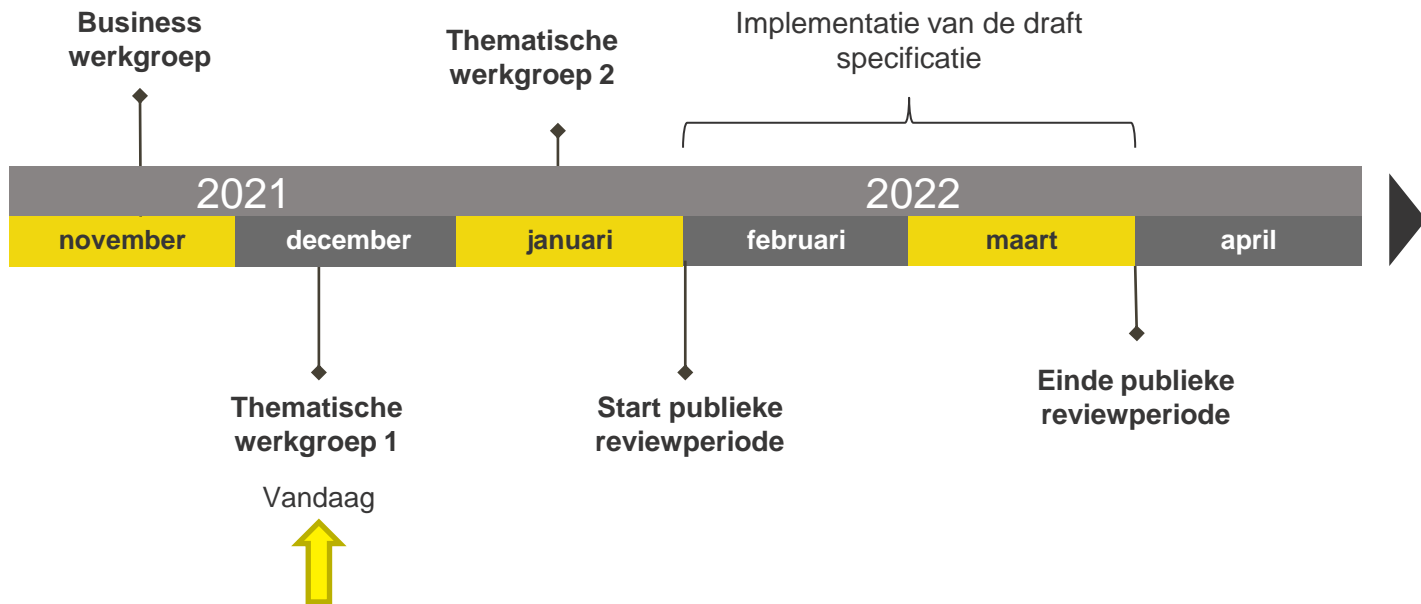 Business
werkgroep
Thematische
werkgroep 2
Implementatie van de draft
specificatie
2021
2022
november
december
januari
februari
maart
april
Thematische
werkgroep 1
Start publieke
reviewperiode
Einde publieke
reviewperiode
Vandaag